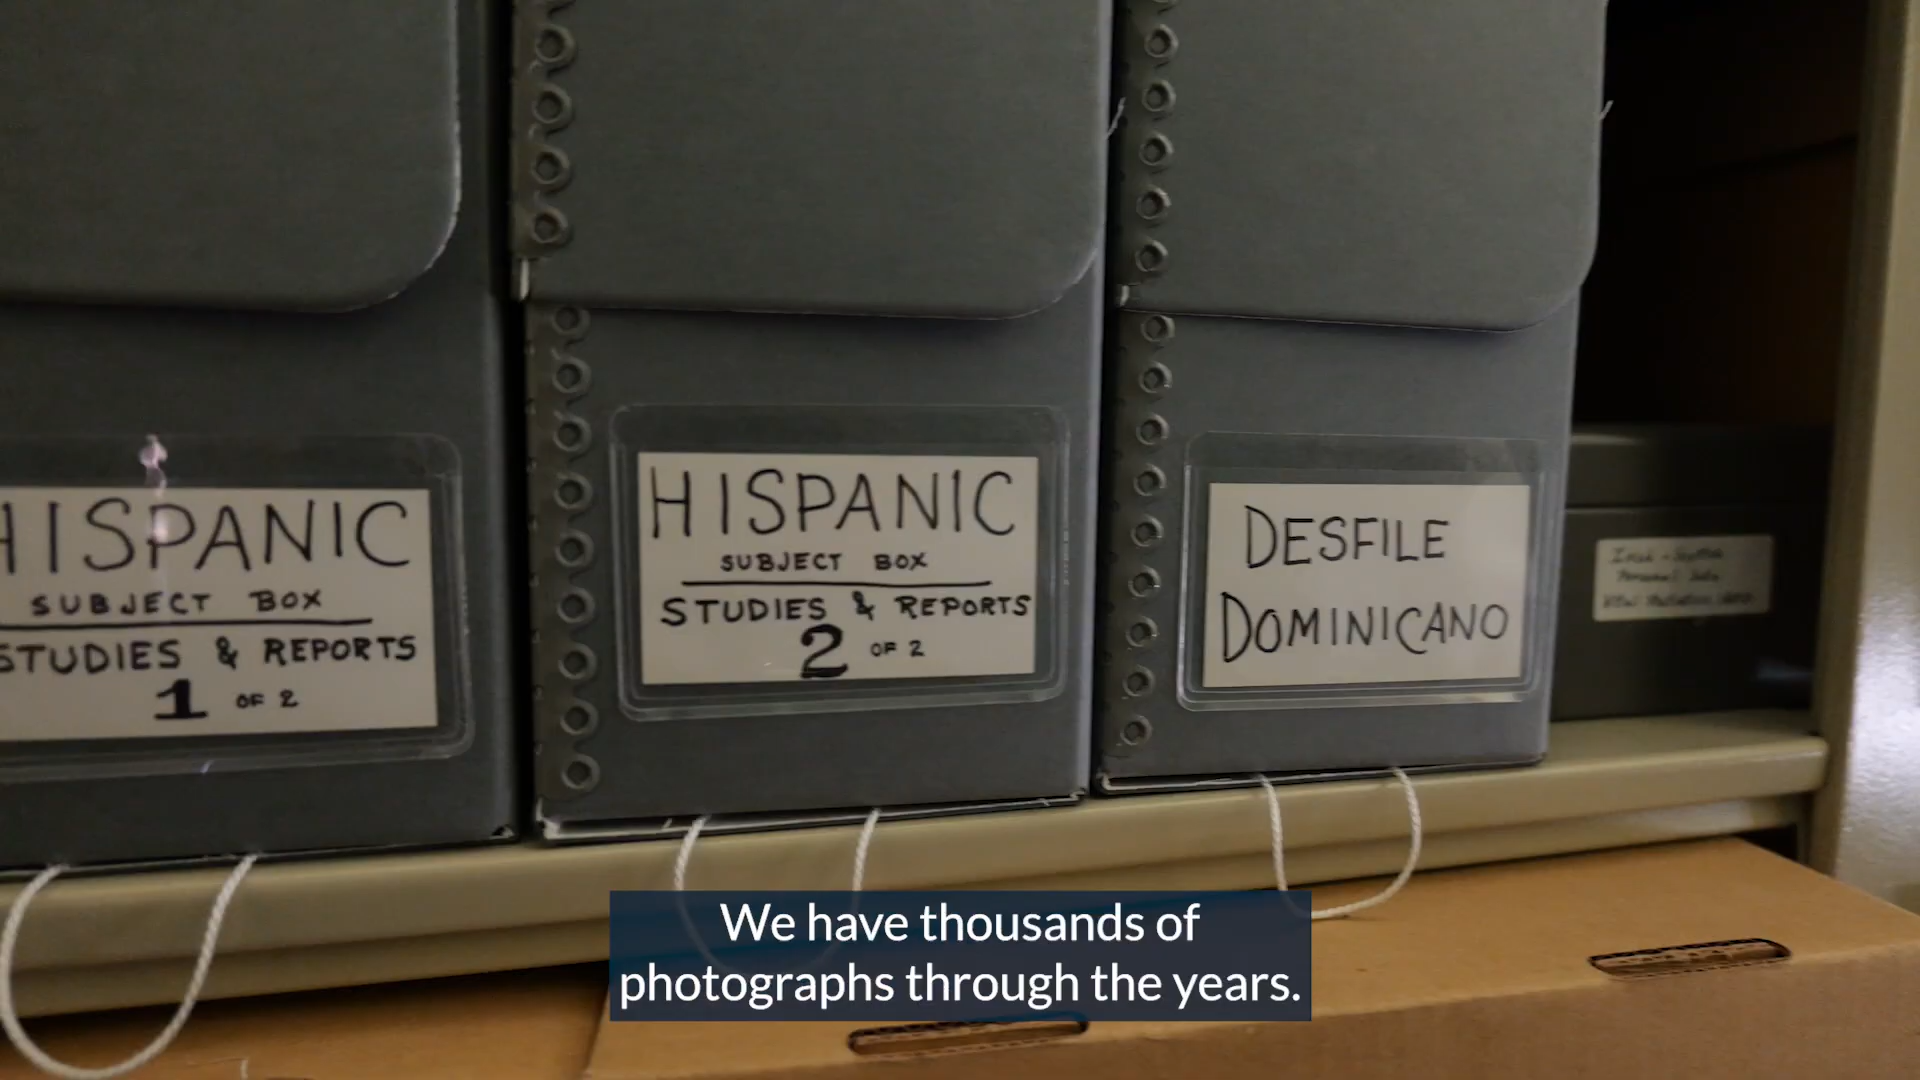 HISPANIC
SUBJECT BOX
STUDIES & REPORTS
1 OF 2
HISPANIC
SUBJECT BOX
STUDIES & REPORTS
2 OF 2
DESFILE
DOMINICANO
We have thousands of
photographs through the years.